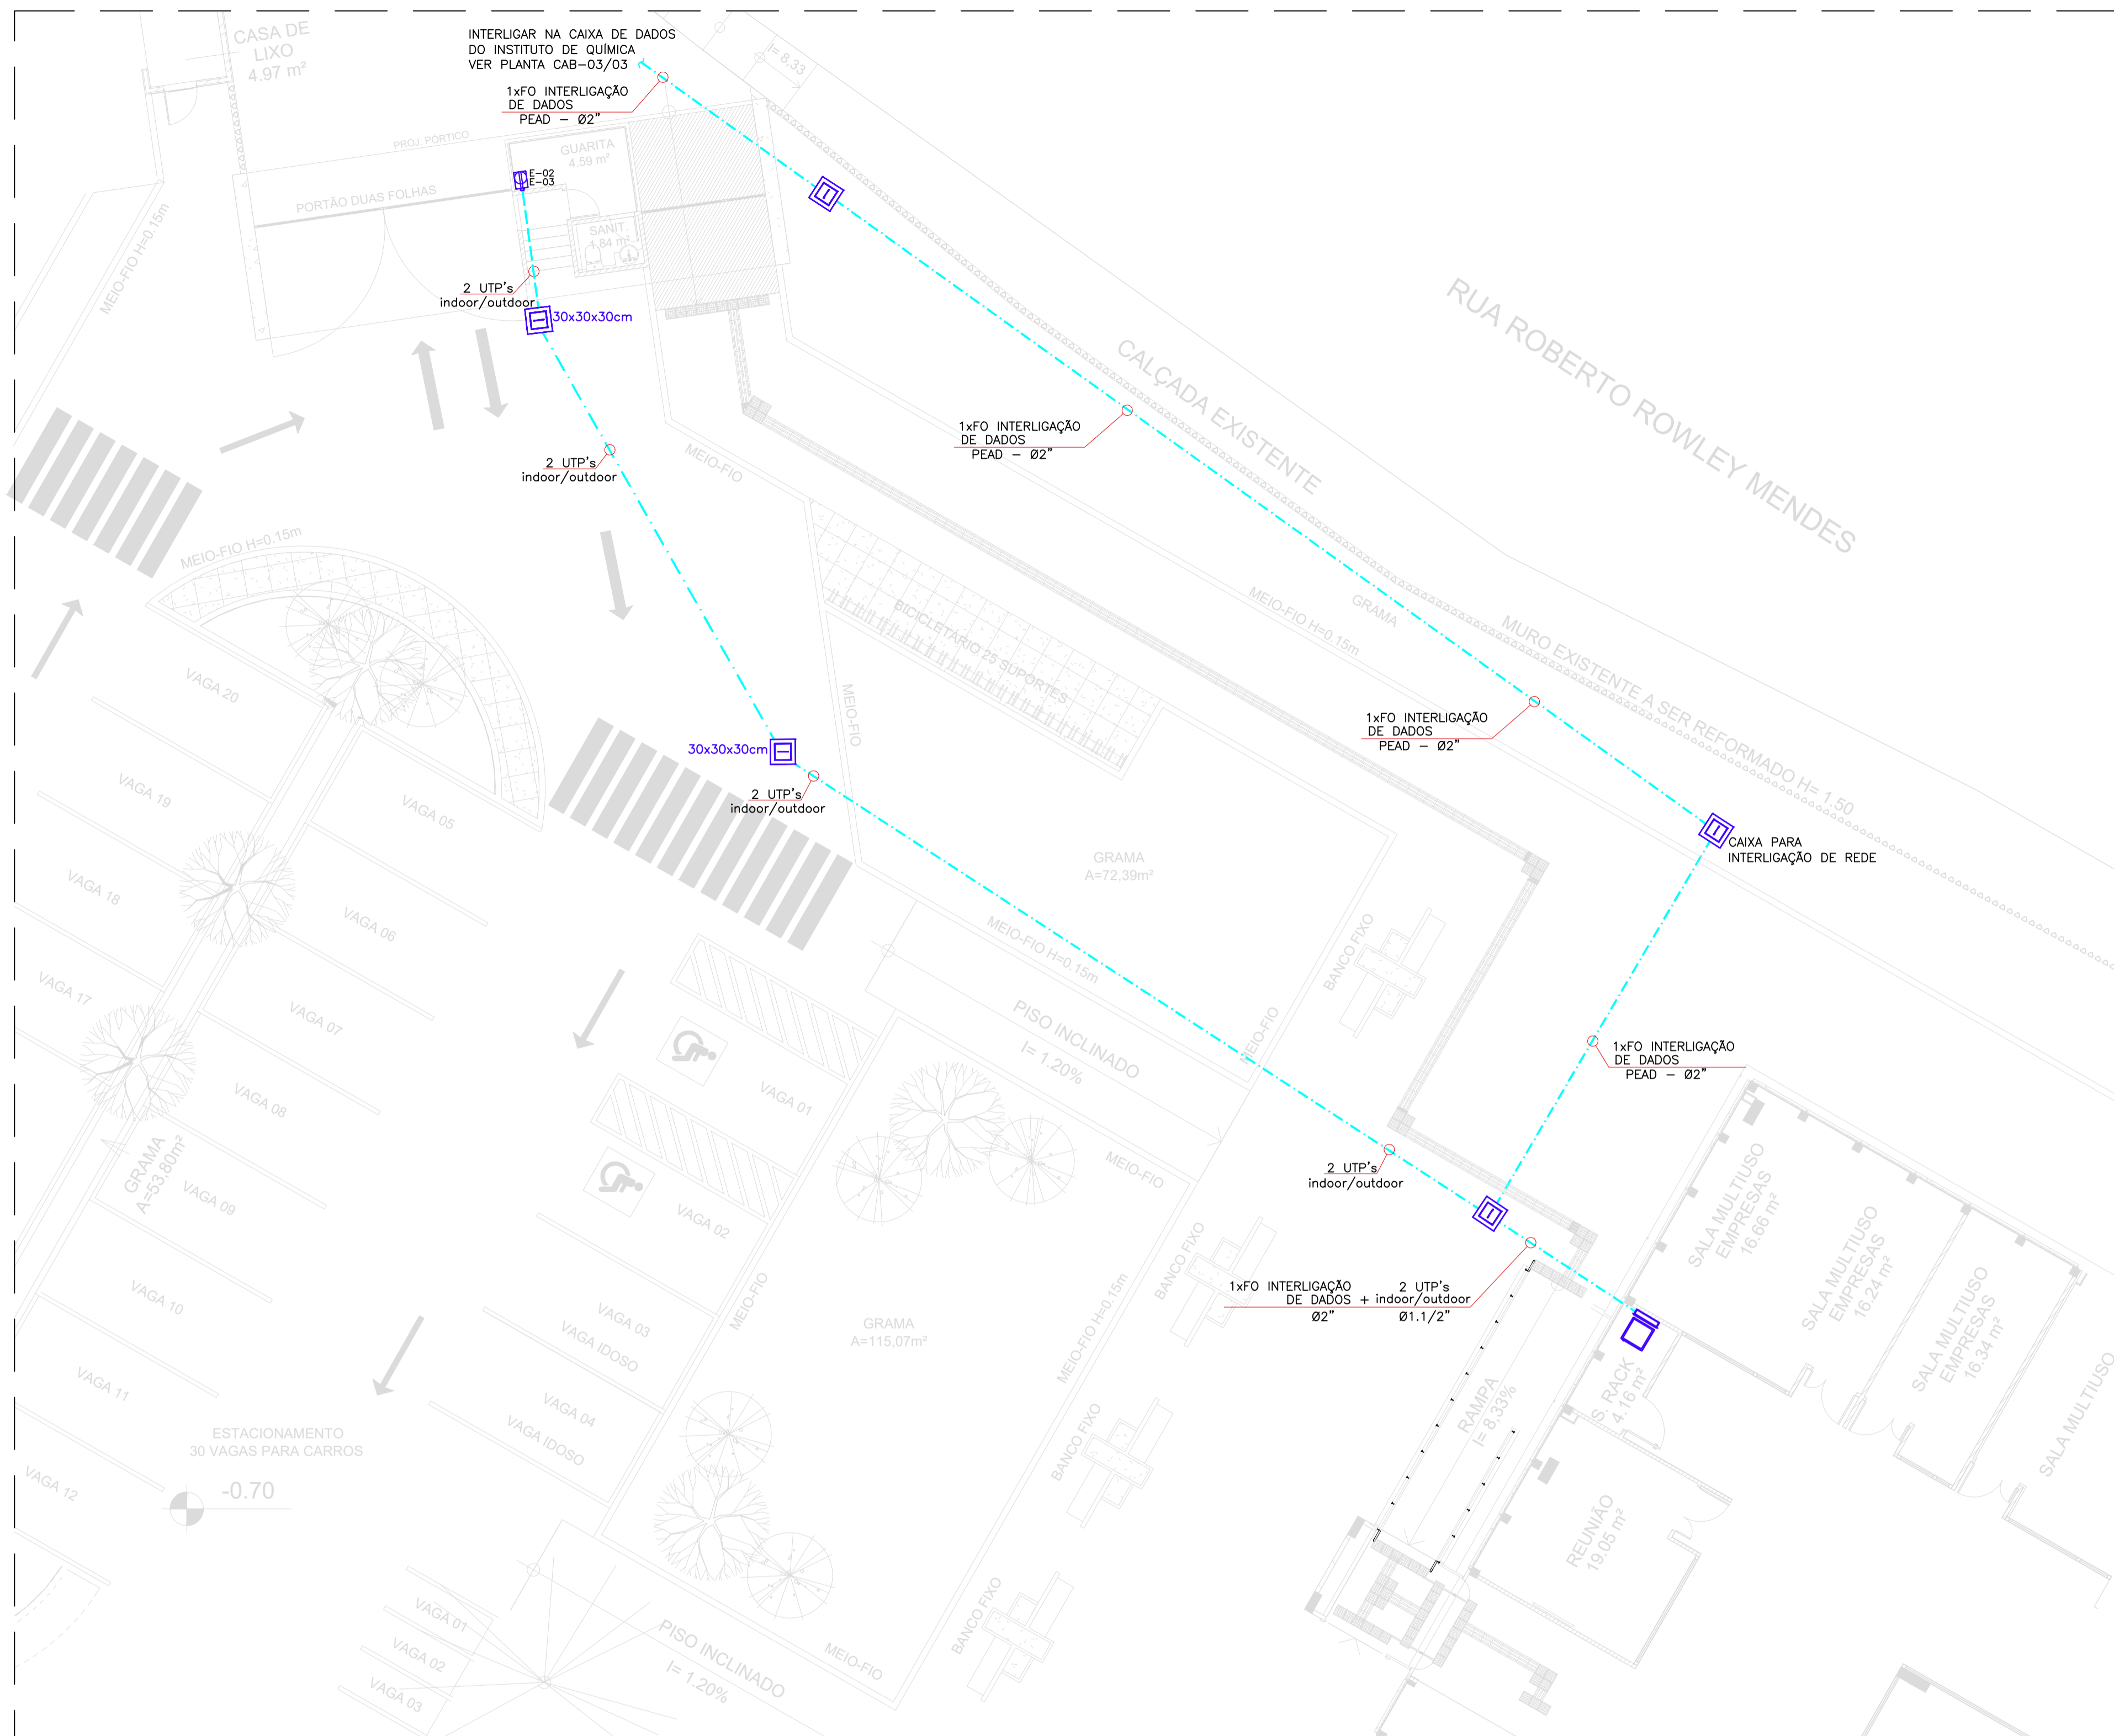 CASA DE
LIXO
4.97 m²
INTERLIGAR NA CAIXA DE DADOS
DO INSTITUTO DE QUÍMICA
VER PLANTA CAB-03/03
1xFO INTERLIGAÇÃO
DE DADOS
PEAD - Ø2"
I= 8,33
PROJ. PÓRTICO
GUARITA
4.59 m²
E-02
E-03
PORTÃO DUAS FOLHAS
SANIT.
1.84 m²
MEIO-FIO H=0.15m
2 UTP's
indoor/outdoor
30x30x30cm
RUA ROBERTO ROWLEY MENDES
CALÇADA EXISTENTE
1xFO INTERLIGAÇÃO
DE DADOS
PEAD - Ø2"
MEIO-FIO
2 UTP's
indoor/outdoor
MEIO-FIO H=0.15m
BICICLETÁRIO 25 SUPORTES
MEIO-FIO H=0.15m
GRAMA
MURO EXISTENTE A SER REFORMADO H= 1.50
VAGA 20
MEIO-FIO
1xFO INTERLIGAÇÃO
DE DADOS
PEAD - Ø2"
30x30x30cm
VAGA 19
VAGA 05
2 UTP's
indoor/outdoor
CAIXA PARA
INTERLIGAÇÃO DE REDE
GRAMA
A=72,39m²
VAGA 18
VAGA 06
MEIO-FIO H=0.15m
BANCO FIXO
VAGA 17
VAGA 07
PISO INCLINADO
I= 1.20%
MEIO-FIO
1xFO INTERLIGAÇÃO
DE DADOS
PEAD - Ø2"
VAGA 08
VAGA 01
GRAMA
A=53,80m²
MEIO-FIO
2 UTP's
indoor/outdoor
SALA MULTIUSO
EMPRESAS
16.66 m²
VAGA 09
VAGA 02
BANCO FIXO
SALA MULTIUSO
EMPRESAS
16.24 m²
1xFO INTERLIGAÇÃO
DE DADOS
Ø2"
+
2 UTP's
indoor/outdoor
Ø1.1/2"
VAGA 10
VAGA 03
VAGA IDOSO
MEIO-FIO
GRAMA
A=115,07m²
MEIO-FIO H=0.15m
SALA MULTIUSO
EMPRESAS
16.34 m²
VAGA 11
VAGA 04
VAGA IDOSO
RAMPA
I= 8,33%
S. RACK
4.16 m²
SALA MULTIUSO
ESTACIONAMENTO
30 VAGAS PARA CARROS
BANCO FIXO
VAGA 12
-0.70
REUNIÃO
19.05 m²
VAGA 01
VAGA 02
VAGA 03
PISO INCLINADO
I= 1.20%
MEIO-FIO
BANCO FIXO